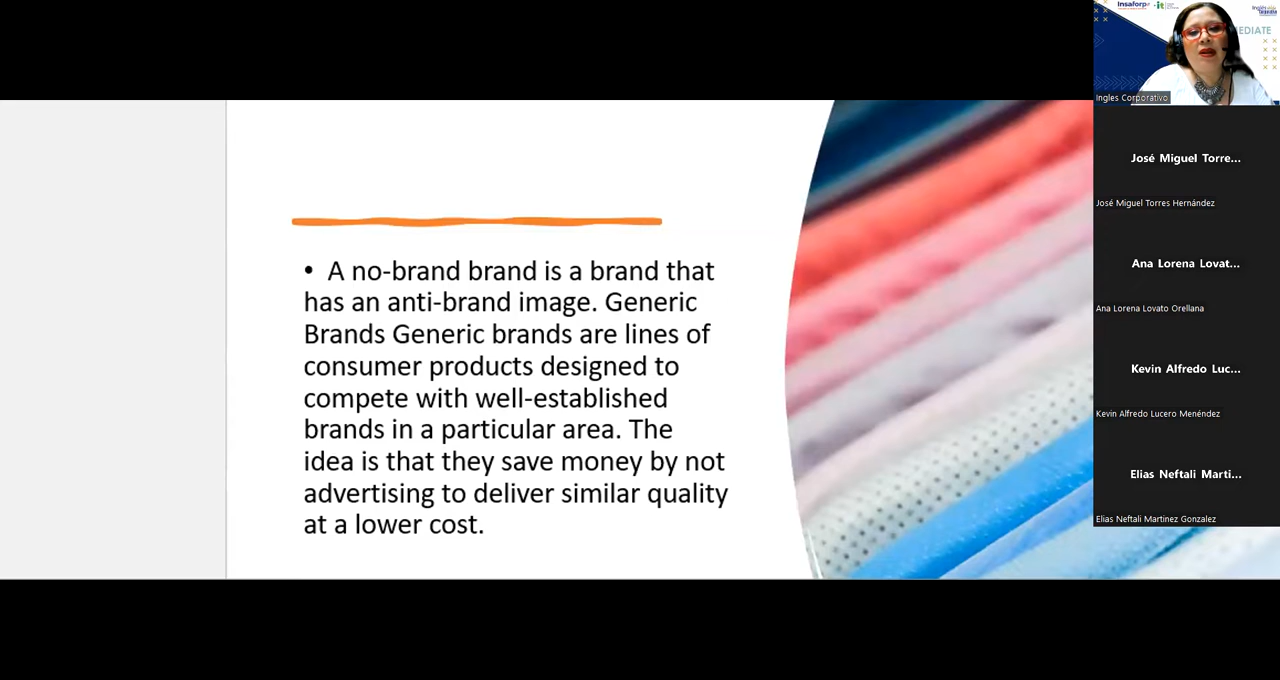 Insaforp
it
EDIATE
Ingles Corporativo
José Miguel Torre...
José Miguel Torres Hernández
Ana Lorena Lovat...
Ana Lorena Lovato Orellana
Kevin Alfredo Luc...
Kevin Alfredo Lucero Menéndez
Elias Neftali Marti...
Elias Neftali Martinez Gonzalez
• A no-brand brand is a brand that
has an anti-brand image. Generic
Brands Generic brands are lines of
consumer products designed to
compete with well-established
brands in a particular area. The
idea is that they save money by not
advertising to deliver similar quality
at a lower cost.